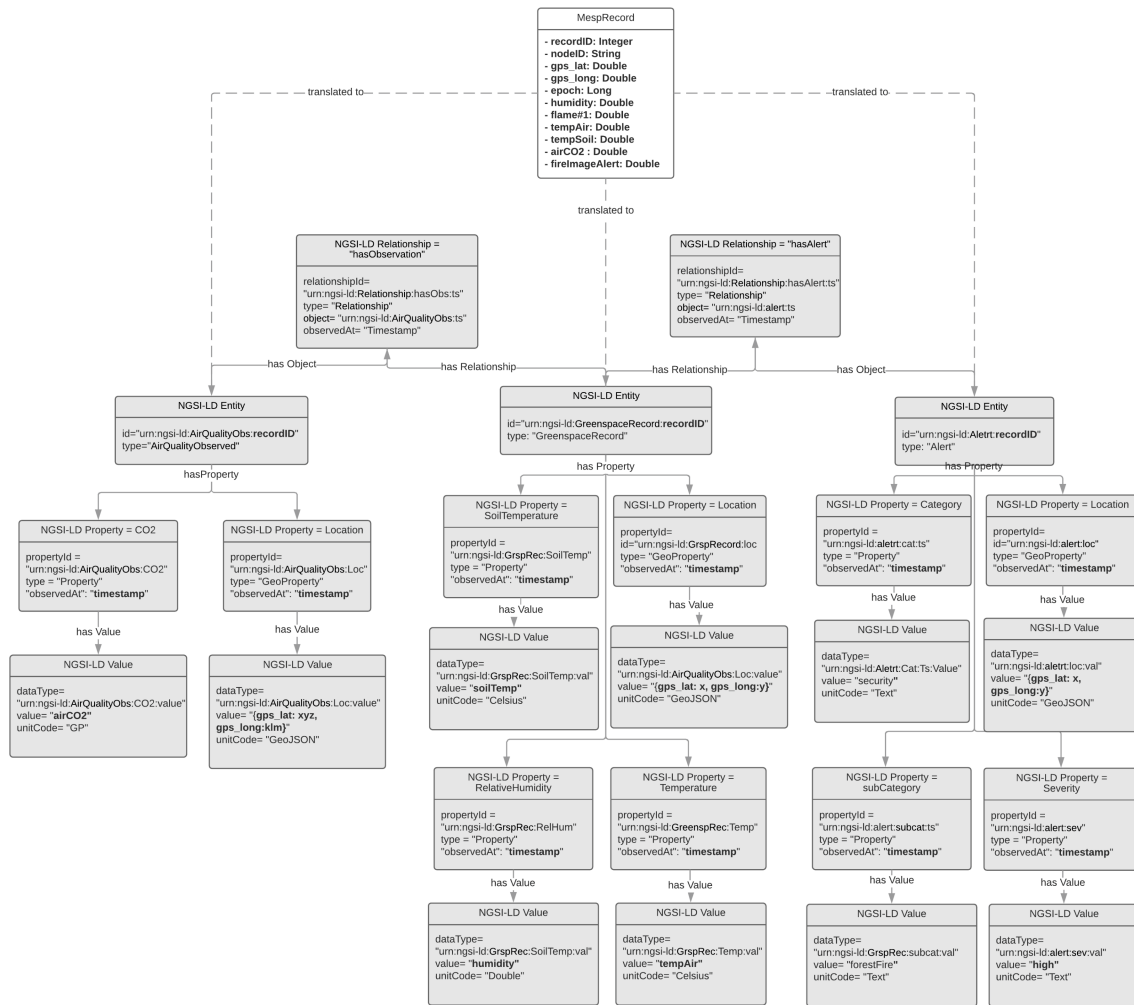 MespRecord
- recordID: Integer
- nodeID: String
- gps_lat: Double
- gps_long: Double
- epoch: Long
- humidity: Double
- flame#1: Double
- tempAir: Double
- tempSoil: Double
- airCO2 : Double
- fireImageAlert: Double
translated to
translated to
translated to
NGSI-LD Relationship =
"hasObservation"
relationshipId=
"urn:ngsi-ld:Relationship:hasObs:ts"
type= "Relationship"
object= "urn:ngsi-ld:AirQualityObs:ts"
observedAt= "Timestamp"
NGSI-LD Relationship = "hasAlert"
relationshipId=
"urn:ngsi-ld:Relationship:hasAlert:ts"
type= "Relationship"
object= "urn:ngsi-ld:alert:ts
observedAt= "Timestamp"
has Object
has Relationship
has Relationship
has Object
NGSI-LD Entity
id="urn:ngsi-ld:AirQualityObs:recordID"
type="AirQualityObserved"
NGSI-LD Entity
id="urn:ngsi-ld:GreenspaceRecord:recordID"
type: "GreenspaceRecord"
NGSI-LD Entity
id="urn:ngsi-ld:Aletrt:recordID"
type: "Alert"
hasProperty
has Property
has Property
NGSI-LD Property = CO2
propertyId =
"urn:ngsi-ld:AirQualityObs:CO2"
type = "Property"
"observedAt": "timestamp"
NGSI-LD Property = Location
propertyId=
"urn:ngsi-ld:AirQualityObs:Loc"
type= "GeoProperty"
"observedAt": "timestamp"
NGSI-LD Property =
SoilTemperature
propertyId =
"urn:ngsi-ld:GrspRec:SoilTemp"
type = "Property"
"observedAt": "timestamp"
NGSI-LD Property = Location
propertyId=
id="urn:ngsi-ld:GrspRecord:loc
type= "GeoProperty"
"observedAt": "timestamp"
NGSI-LD Property = Category
propertyId =
"urn:ngsi-ld:aletrt:cat:ts"
type = "Property"
"observedAt": "timestamp"
NGSI-LD Property = Location
propertyId=
id="urn:ngsi-ld:alert:loc"
type= "GeoProperty"
"observedAt": "timestamp"
has Value
has Value
has Value
has Value
has Value
has Value
NGSI-LD Value
dataType=
"urn:ngsi-ld:AirQualityObs:CO2:value"
value= "airCO2"
unitCode= "GP"
NGSI-LD Value
dataType=
"urn:ngsi-ld:AirQualityObs:Loc:value"
value= "{gps_lat: xyz,
gps_long:klm}"
unitCode= "GeoJSON"
NGSI-LD Value
dataType=
"urn:ngsi-ld:GrspRec:SoilTemp:val"
value= "soilTemp"
unitCode= "Celsius"
NGSI-LD Value
dataType=
"urn:ngsi-ld:AirQualityObs:Loc:value"
value= "{gps_lat: x, gps_long:y}"
unitCode= "GeoJSON"
NGSI-LD Value
dataType=
"urn:ngsi-ld:Aletrt:Cat:Ts:Value"
value= "security"
unitCode= "Text"
NGSI-LD Value
dataType=
"urn:ngsi-ld:aletrt:loc:val"
value= "{gps_lat: x,
gps_long:y}"
unitCode= "GeoJSON"
NGSI-LD Property =
RelativeHumidity
propertyId =
"urn:ngsi-ld:GrspRec:RelHum"
type = "Property"
"observedAt": "timestamp"
NGSI-LD Property =
Temperature
propertyId =
"urn:ngsi-ld:GreenspRec:Temp"
type = "Property"
"observedAt": "timestamp"
NGSI-LD Property =
subCategory
propertyId =
"urn:ngsi-ld:alert:subcat:ts"
type = "Property"
"observedAt": "timestamp"
NGSI-LD Property =
Severity
propertyId =
"urn:ngsi-ld:alert:sev"
type = "Property"
"observedAt": "timestamp"
has Value
has Value
has Value
has Value
NGSI-LD Value
dataType=
"urn:ngsi-ld:GrspRec:SoilTemp:val"
value= "humidity"
unitCode= "Double"
NGSI-LD Value
dataType=
"urn:ngsi-ld:GrspRec:Temp:val"
value= "tempAir"
unitCode= "Celsius"
NGSI-LD Value
dataType=
"urn:ngsi-ld:GrspRec:subcat:val"
value= "forestFire"
unitCode= "Text"
NGSI-LD Value
dataType=
"urn:ngsi-ld:alert:sev:val"
value= "high"
unitCode= "Text"